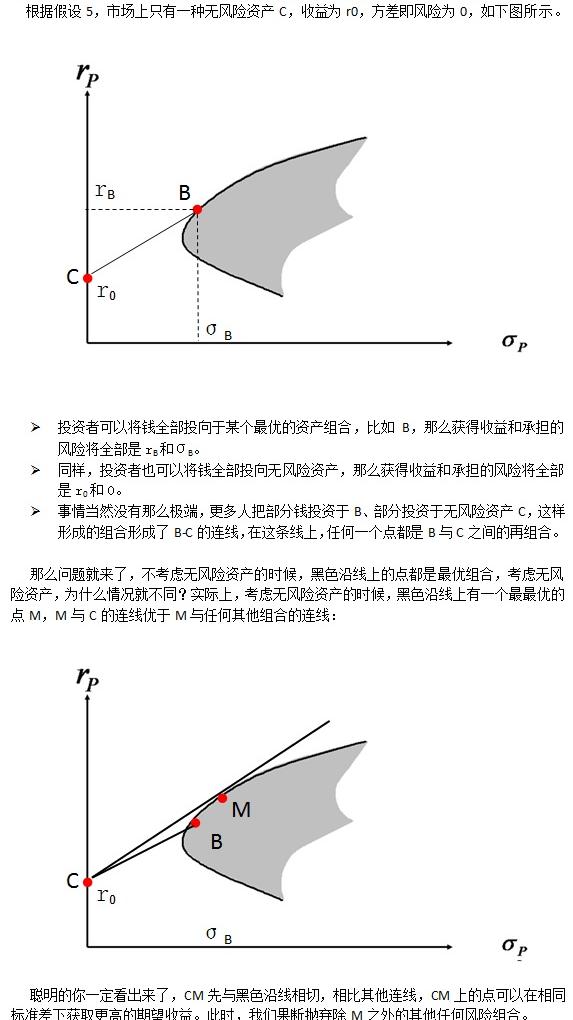 根据假设 5，市场上只有一种无风险资产 C，收益为 r0，方差即风险为 0，如下图所示。
rP
rB
B
C
r0
σ B
σP
➢ 投资者可以将钱全部投向于某个最优的资产组合，比如 B，那么获得收益和承担的
风险将全部是 rB和σB。
➢ 同样，投资者也可以将钱全部投向无风险资产，那么获得收益和承担的风险将全部
是 r0和 0。
➢ 事情当然没有那么极端，更多人把部分钱投资于 B、部分投资于无风险资产 C，这样
形成的组合形成了 B-C 的连线，在这条线上，任何一个点都是 B 与 C 之间的再组合。
那么问题就来了，不考虑无风险资产的时候，黑色沿线上的点都是最优组合，考虑无风
险资产，为什么情况就不同？实际上，考虑无风险资产的时候，黑色沿线上有一个最最优的
点 M，M 与 C 的连线优于 M 与任何其他组合的连线：
rP
M
B
C
r0
σ B
σP
聪明的你一定看出来了，CM 先与黑色沿线相切，相比其他连线，CM 上的点可以在相同
标准差下获取更高的期望收益。此时，我们果断抛弃除 M 之外的其他任何风险组合。